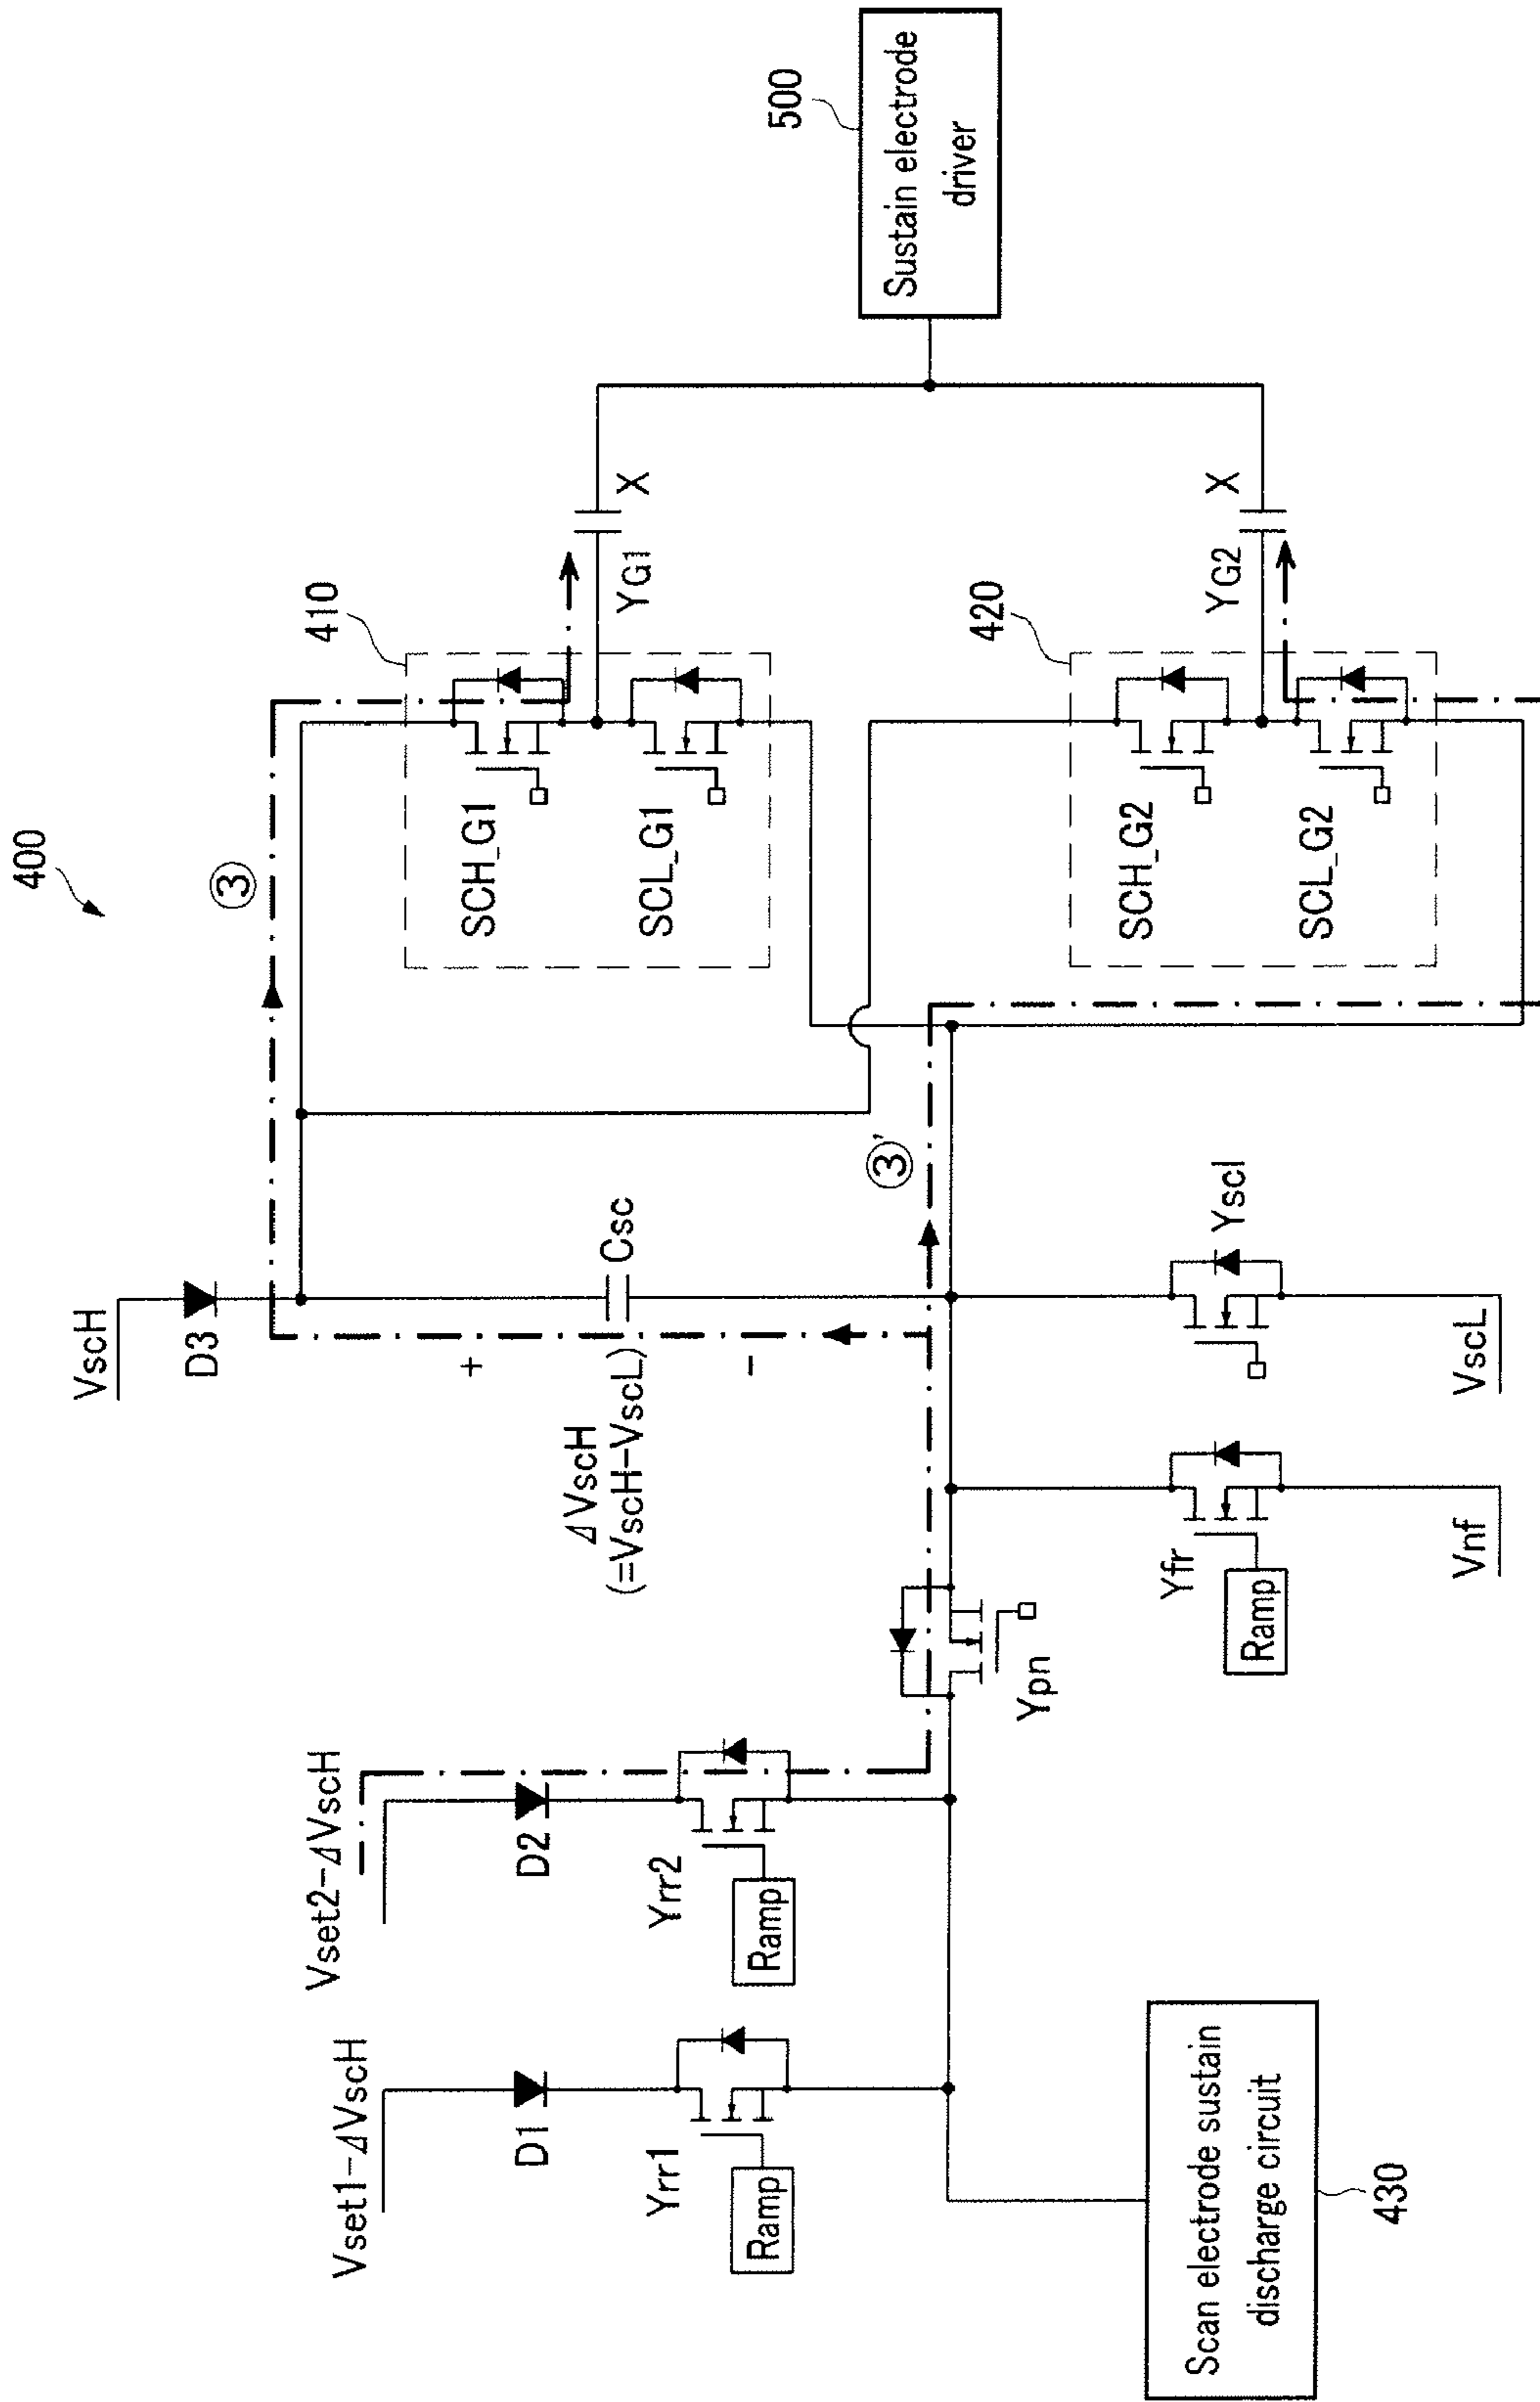 400
VscH
D3
③
410
500
SCH_G1
SCL_G1
YG1
X
Sustain electrode
driver
Vset1-ΔVscH
Vset2-ΔVscH
D1
D2
ΔVscH
(=VscH-VscL)
+
-
Csc
Yrr1
Ramp
Yrr2
Ramp
③'
420
SCH_G2
SCL_G2
YG2
X
Ypn
Yfr
Ramp
Yscl
Vnf
VscL
Scan electrode sustain
discharge circuit
430